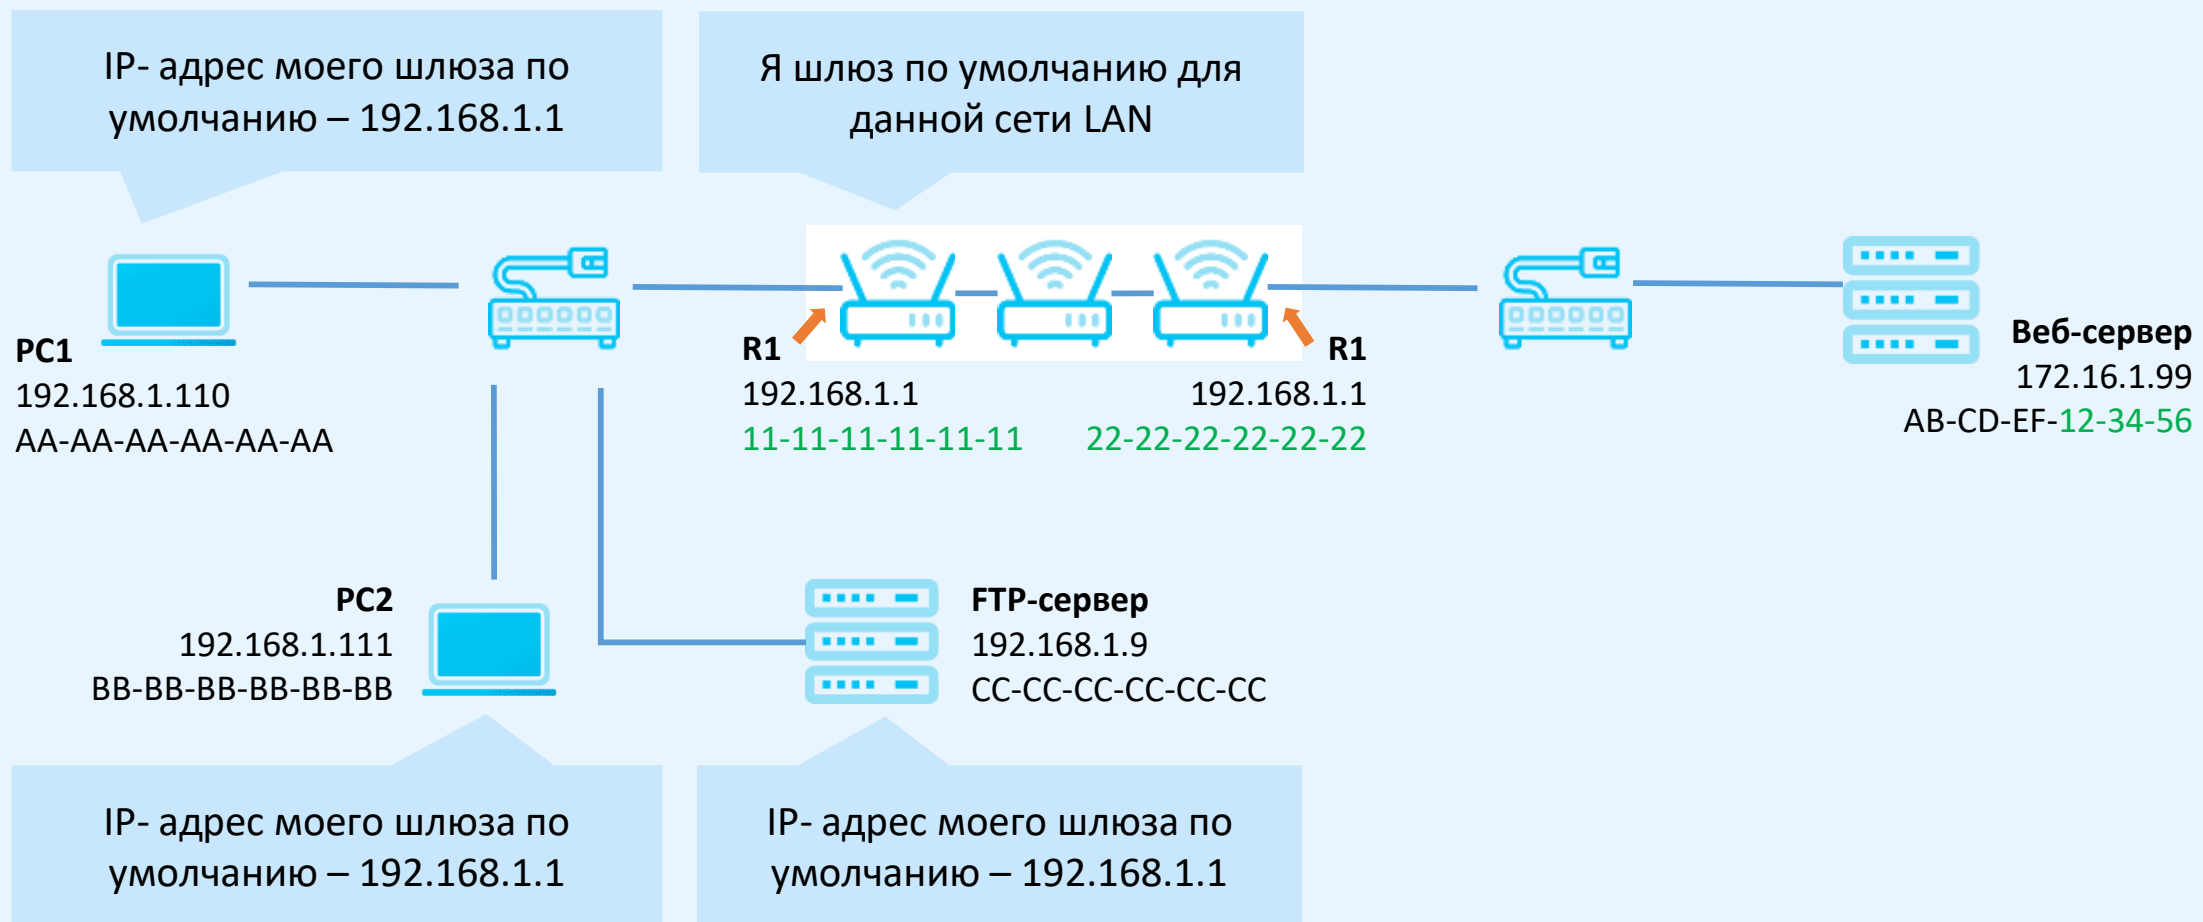 IP- адрес моего шлюза по
умолчанию – 192.168.1.1
Я шлюз по умолчанию для
данной сети LAN
PC1
192.168.1.110
AA-AA-AA-AA-AA-AA
R1
192.168.1.1
11-11-11-11-11-11
R1
192.168.1.1
22-22-22-22-22-22
Веб-сервер
172.16.1.99
AB-CD-EF-12-34-56
PC2
192.168.1.111
BB-BB-BB-BB-BB-BB
FTP-сервер
192.168.1.9
CC-CC-CC-CC-CC-CC
IP- адрес моего шлюза по
умолчанию – 192.168.1.1
IP- адрес моего шлюза по
умолчанию – 192.168.1.1